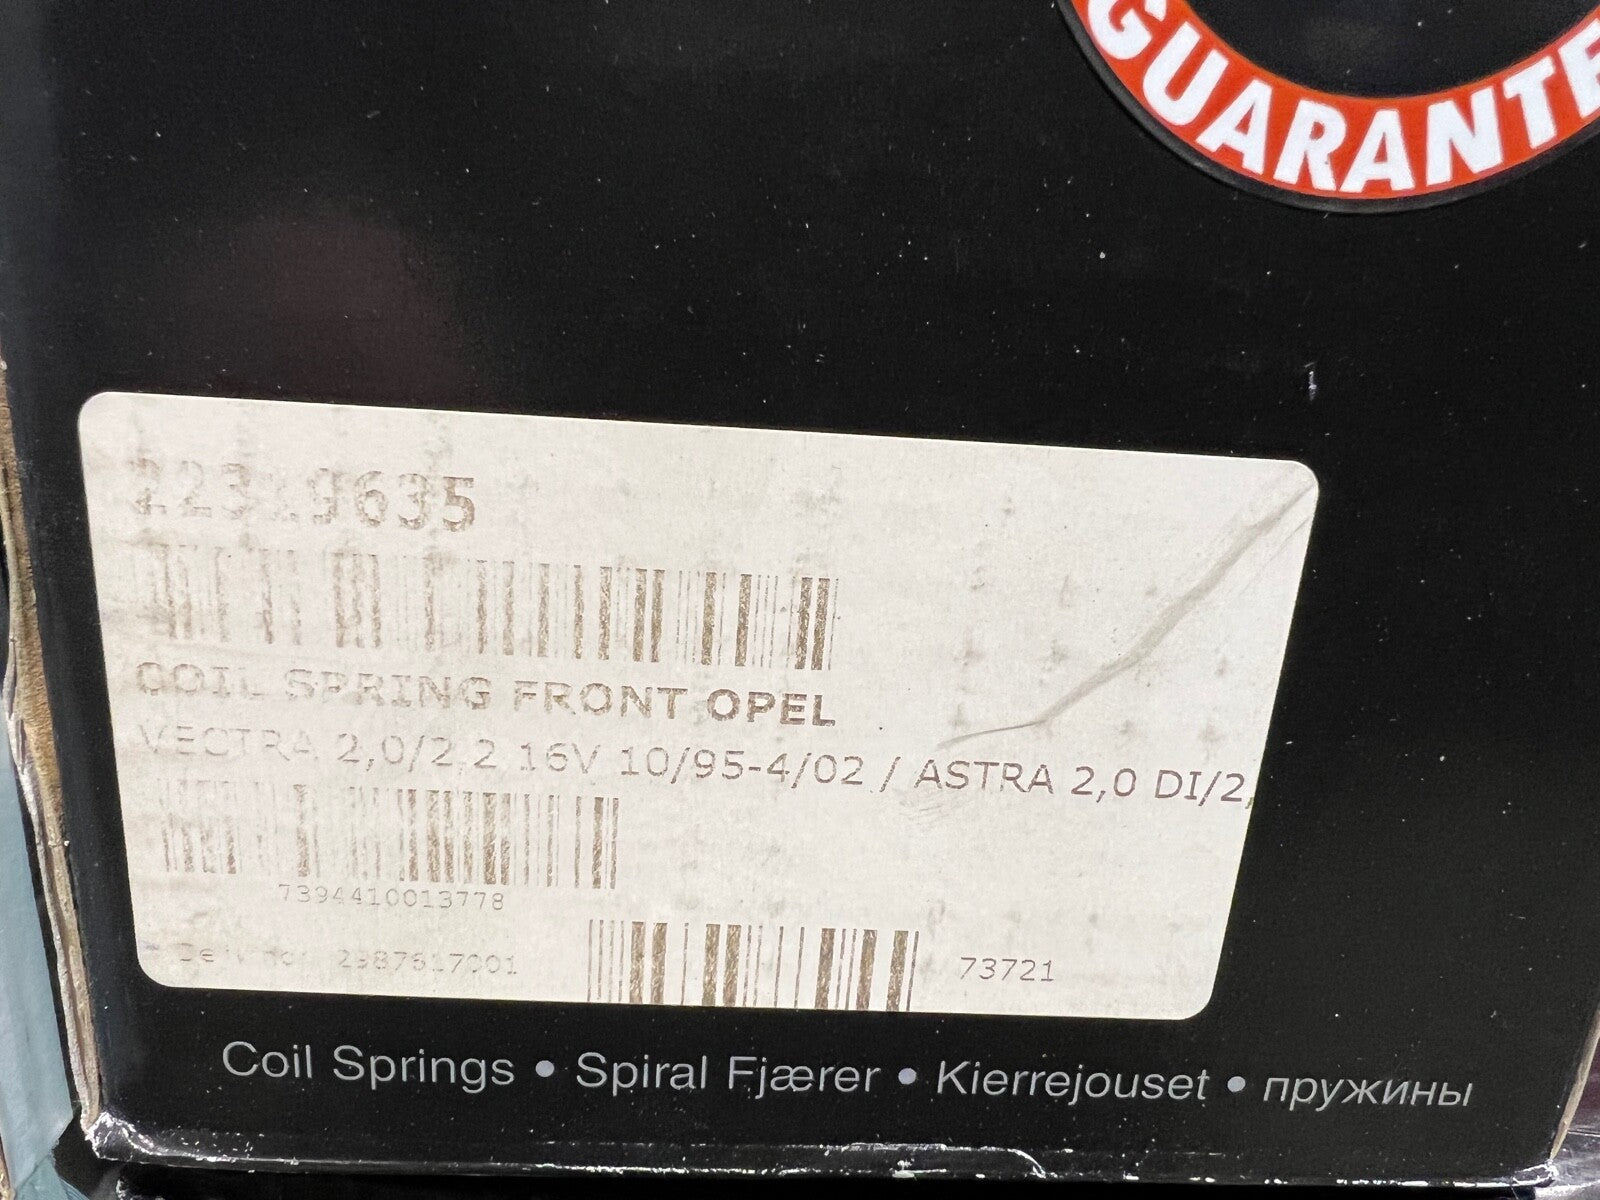 GUARANTE
COIL SPRING FRONT OPEL
VECTRA 2,0/2,2 16V 10/95-4/02 / ASTRA 2,0 DI/2,
7394410013778
73721
Coil Springs • Spiral Fjærer • Kierrejouset • пружины